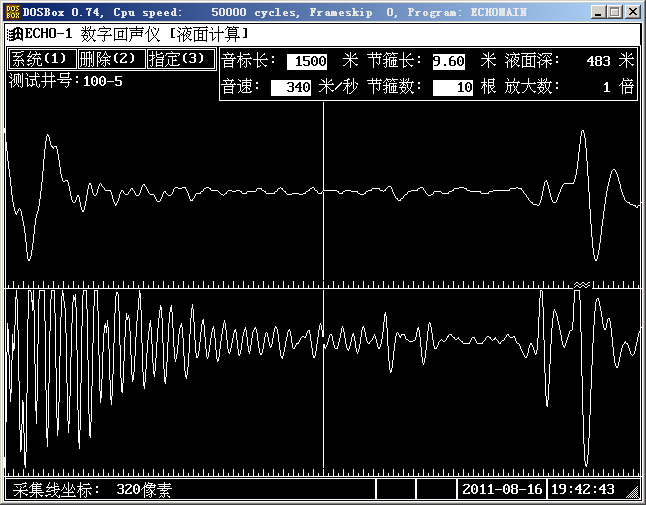 DOSBox 0.74, Cpu speed: 50000 cycles, Frameskip 0, Program: ECHOMAIN
ECHO-1 数字回声仪 [液面计算]
系统(1) 删除(2) 指定(3)
测试井号:100-5
音标长: 1500 米 节箍长: 9.60 米 液面深: 483 米
音速: 340 米/秒 节箍数: 10 根 放大数: 1 倍
采集线坐标: 320像素 2011-08-16 19:42:43